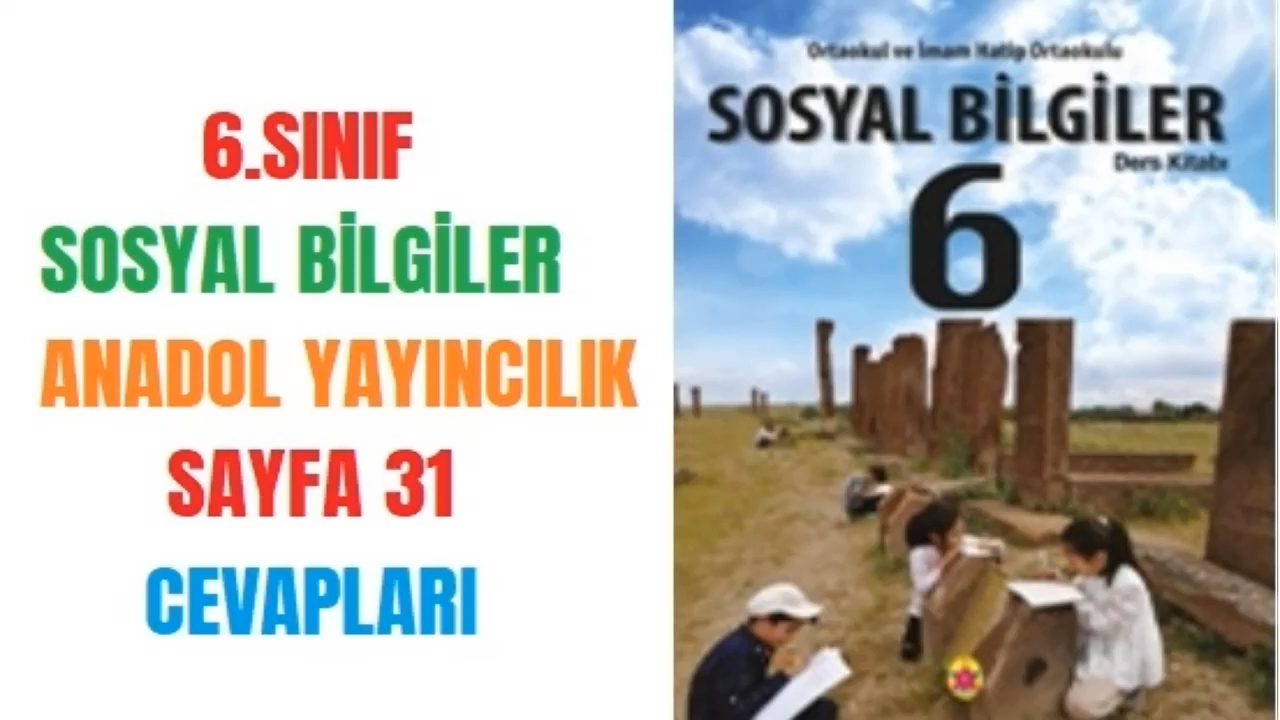 6.SINIF
SOSYAL BİLGİLER
ANADOL YAYINCILIK
SAYFA 31
CEVAPLARI
Ortaokul ve İmam Hatip Ortaokulu
SOSYAL BİLGİLER
Ders Kitabı
6